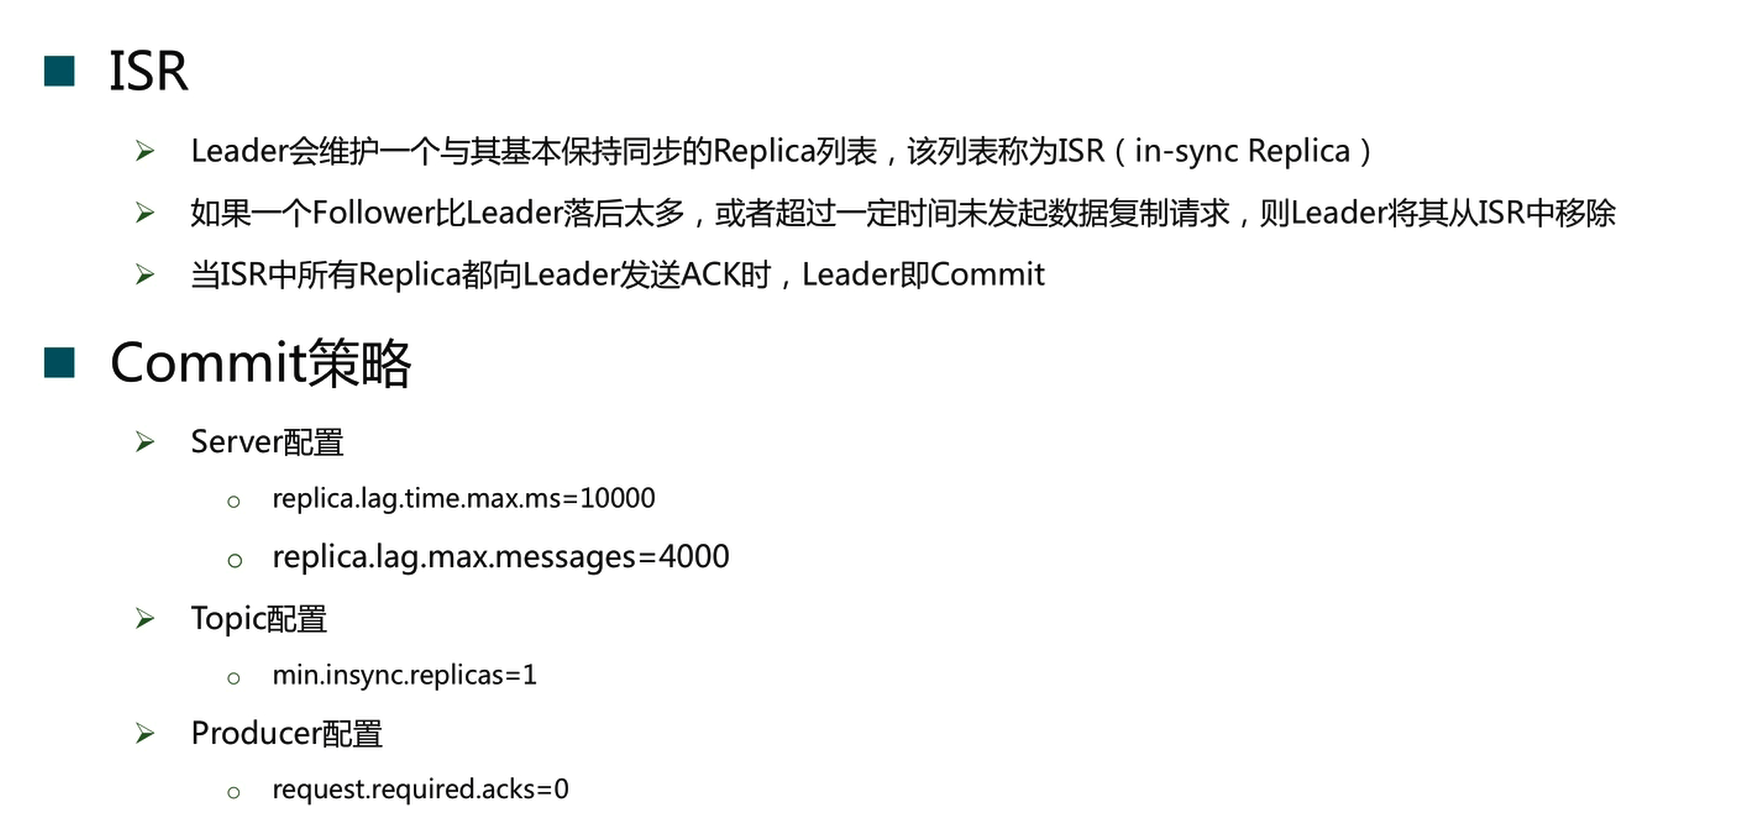 ISR
Leader会维护一个与其基本保持同步的Replica列表，该列表称为ISR（in-sync Replica）
如果一个Follower比Leader落后太多，或者超过一定时间未发起数据复制请求，则Leader将其从ISR中移除
当ISR中所有Replica都向Leader发送ACK时，Leader即Commit
Commit策略
Server配置
replica.lag.time.max.ms=10000
replica.lag.max.messages=4000
Topic配置
min.insync.replicas=1
Producer配置
request.required.acks=0